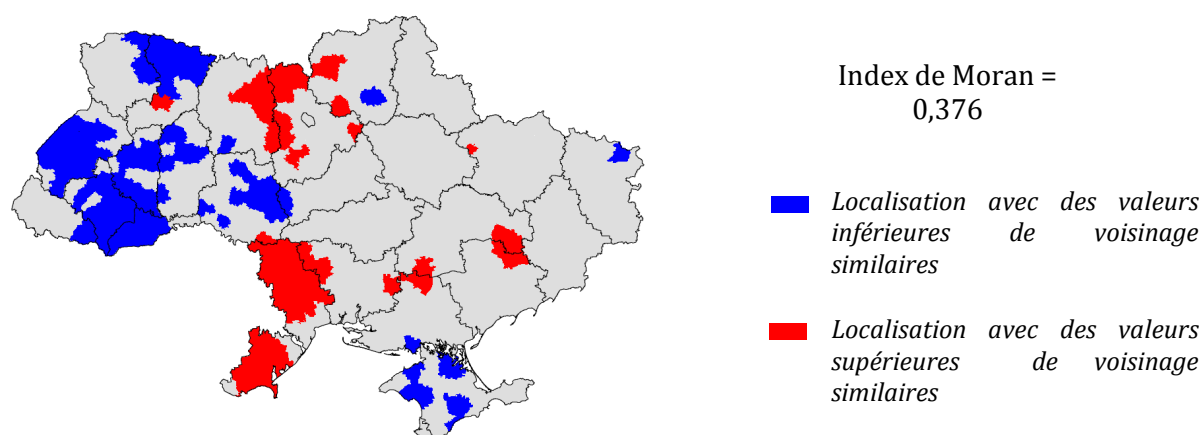 Index de Moran =
0,376
Localisation avec des valeurs
inférieures de voisinage
similaires
Localisation avec des valeurs
supérieures de voisinage
similaires